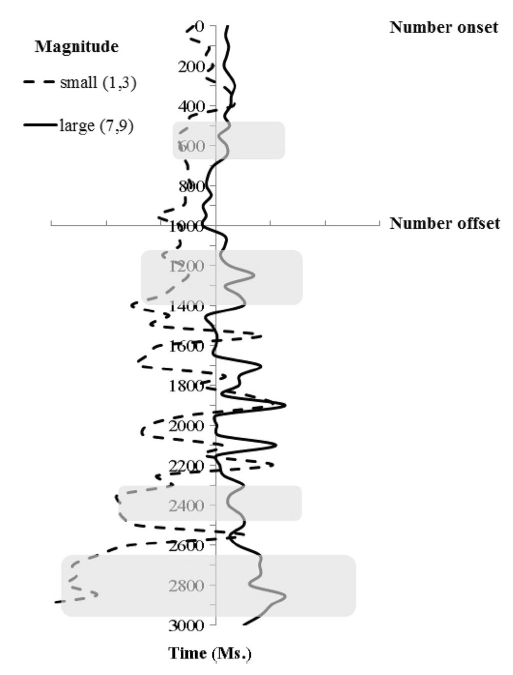 0
Number onset
Magnitude
200
small (1,3)
400
large (7,9)
600
800
1000
Number offset
1200
1400
1600
1800
2000
2200
2400
2600
2800
3000
Time (Ms.)